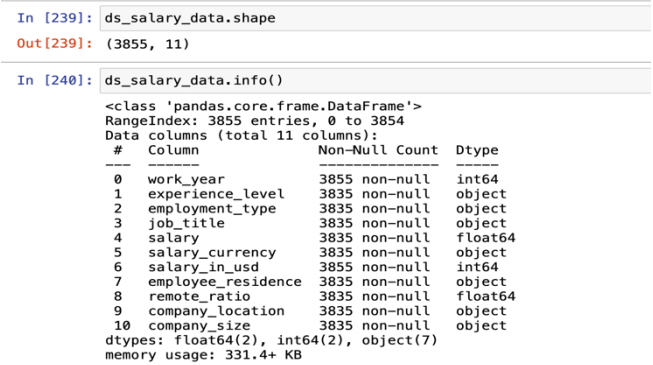 In [239]: ds_salary_data.shape
Out[239]: (3855, 11)
In [240]: ds_salary_data.info()
<class 'pandas.core.frame.DataFrame'>
RangeIndex: 3855 entries, 0 to 3854
Data columns (total 11 columns):
 #   Column              Non-Null Count  Dtype
---  ------              --------------  -----
 0   work_year           3855 non-null   int64
 1   experience_level    3835 non-null   object
 2   employment_type     3835 non-null   object
 3   job_title           3835 non-null   object
 4   salary              3835 non-null   float64
 5   salary_currency     3835 non-null   object
 6   salary_in_usd       3855 non-null   int64
 7   employee_residence  3835 non-null   object
 8   remote_ratio        3835 non-null   float64
 9   company_location    3835 non-null   object
 10  company_size        3835 non-null   object
dtypes: float64(2), int64(2), object(7)
memory usage: 331.4+ KB